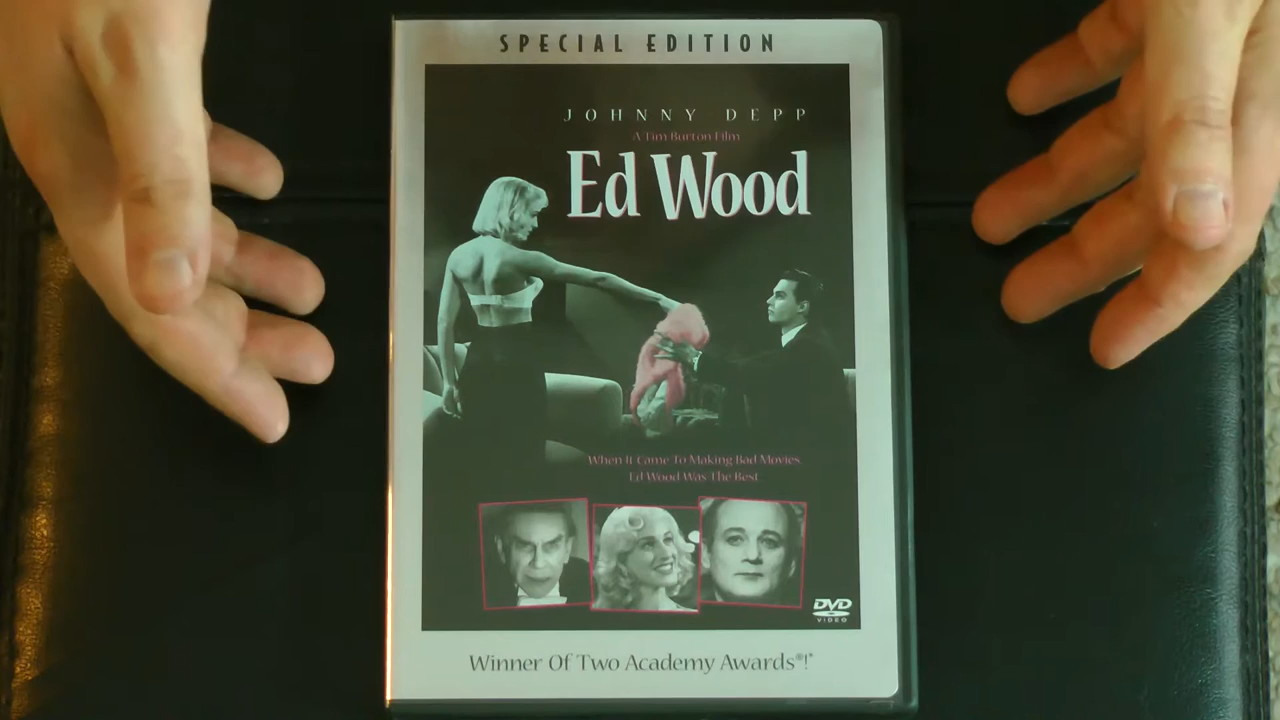 SPECIAL EDITION
JOHNNY DEPP
A Tim Burton Film
Ed Wood
When It Came To Making Bad Movies,
Ed Wood Was The Best.
DVD
VIDEO
Winner Of Two Academy Awards®!*